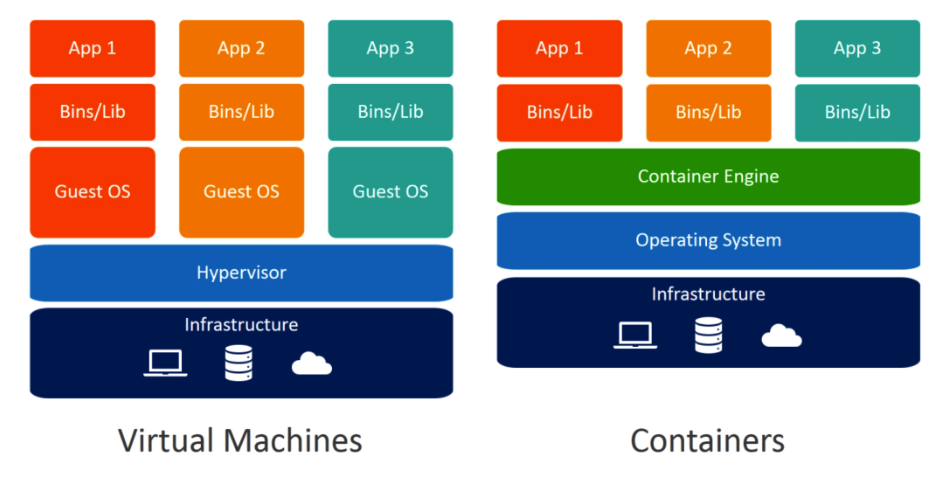 App 1
App 2
App 3
Bins/Lib
Bins/Lib
Bins/Lib
Guest OS
Guest OS
Guest OS
Hypervisor
Infrastructure
Virtual Machines
App 1
App 2
App 3
Bins/Lib
Bins/Lib
Bins/Lib
Container Engine
Operating System
Infrastructure
Containers